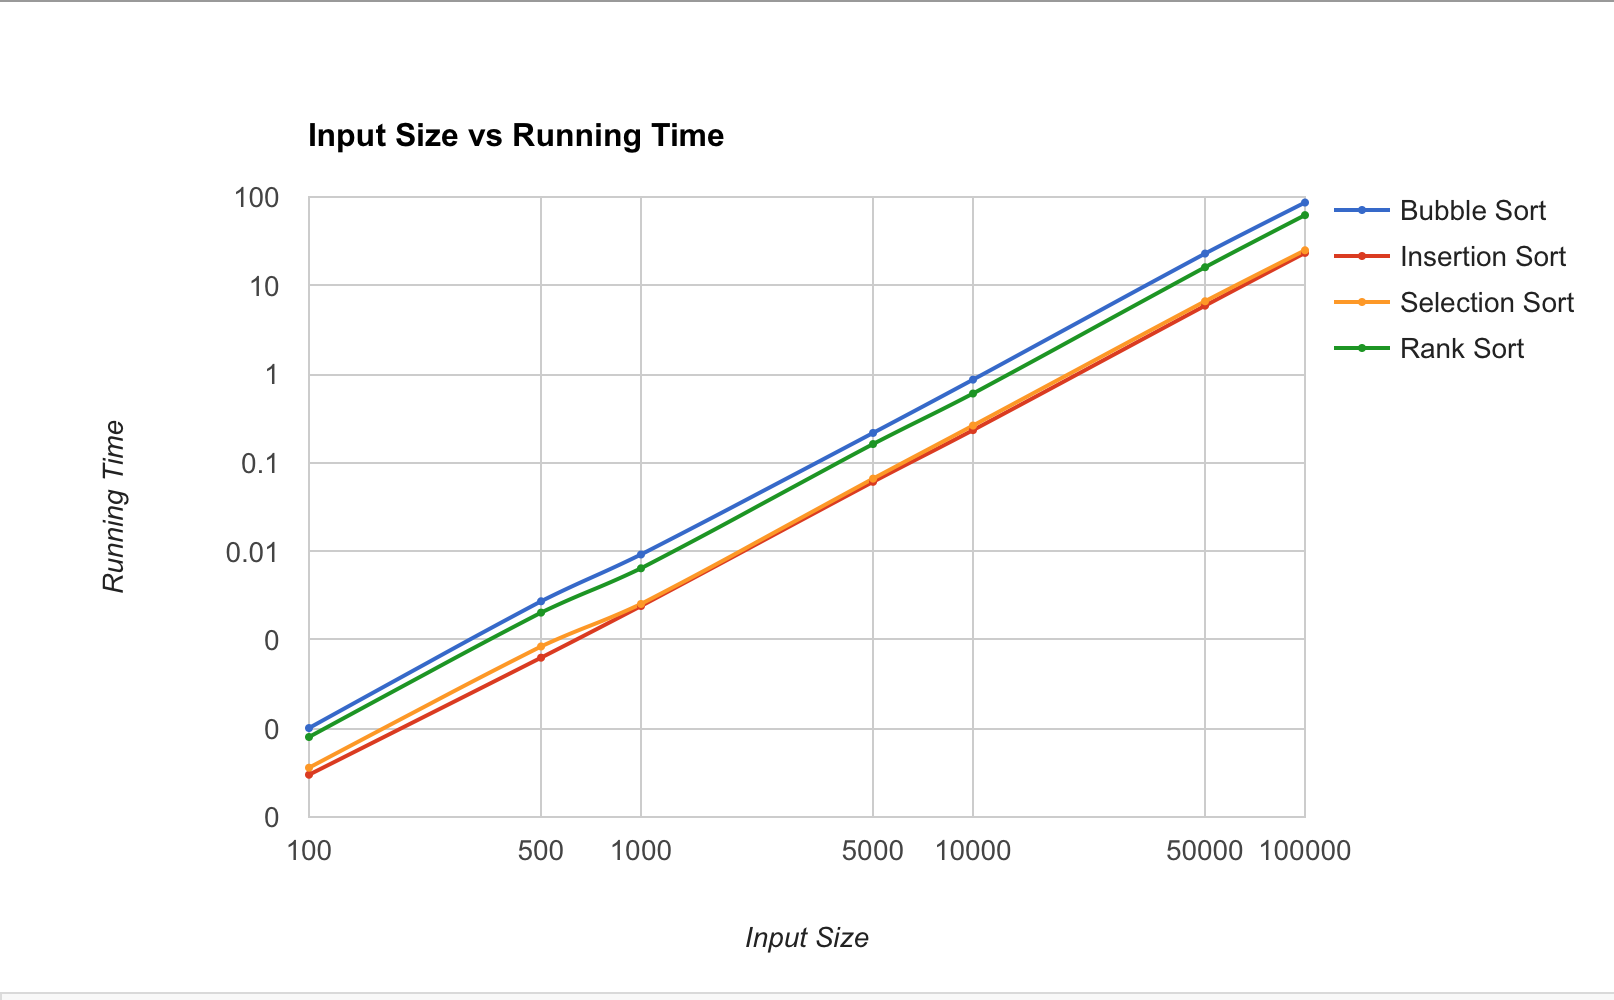 Input Size vs Running Time
100
10
1
0.1
0.01
0
0
0
Running Time
100 500 1000 5000 10000 50000 100000
Input Size
Bubble Sort
Insertion Sort
Selection Sort
Rank Sort